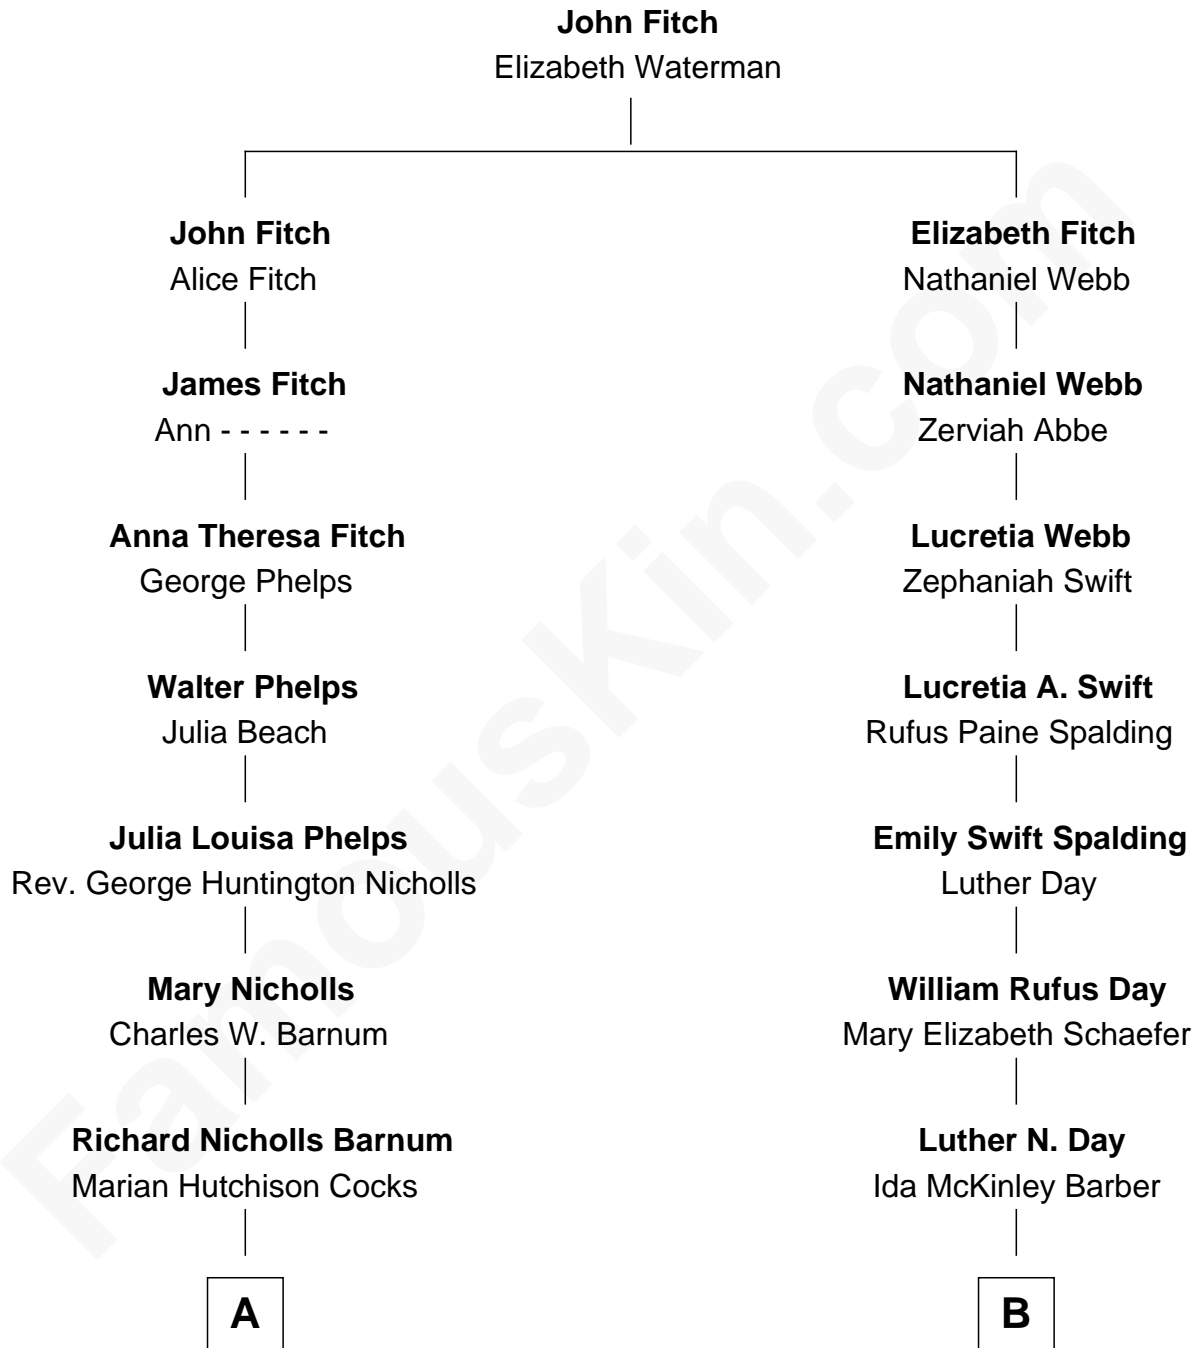 John Fitch
Elizabeth Waterman
John Fitch
Alice Fitch
Elizabeth Fitch
Nathaniel Webb
James Fitch
Ann - - - - - -
Nathaniel Webb
Zerviah Abbe
Anna Theresa Fitch
George Phelps
Lucretia Webb
Zephaniah Swift
Walter Phelps
Julia Beach
Lucretia A. Swift
Rufus Paine Spalding
Julia Louisa Phelps
Rev. George Huntington Nicholls
Emily Swift Spalding
Luther Day
Mary Nicholls
Charles W. Barnum
William Rufus Day
Mary Elizabeth Schaefer
Richard Nicholls Barnum
Marian Hutchison Cocks
Luther N. Day
Ida McKinley Barber
A
B
FamousKin.com